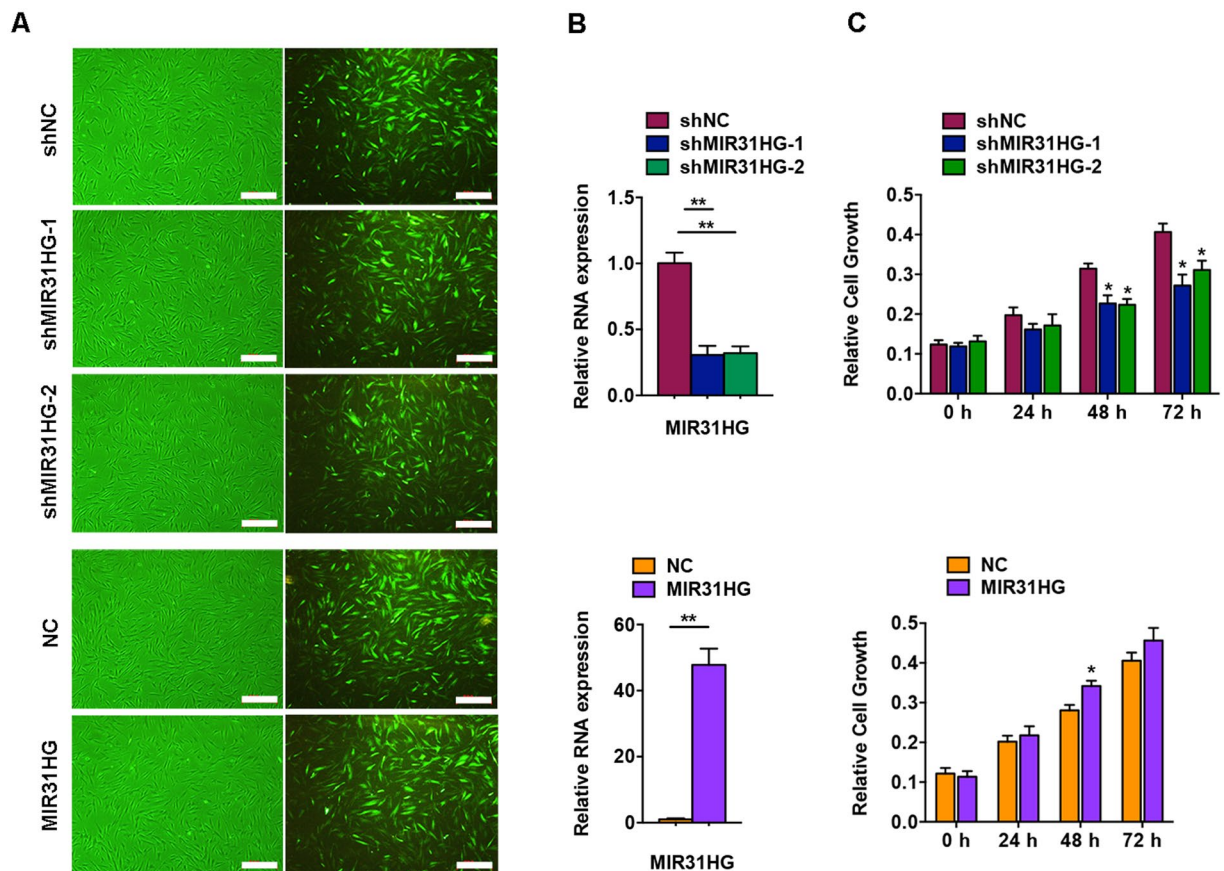 A
B
C
shNC
shMIR31HG-1
shMIR31HG-2
NC
MIR31HG
shNC
shMIR31HG-1
shMIR31HG-2
Relative RNA expression
1.5
1.0
0.5
0.0
**
**
MIR31HG
shNC
shMIR31HG-1
shMIR31HG-2
Relative Cell Growth
0.5
0.4
0.3
0.2
0.1
0.0
* *
* *
0 h 24 h 48 h 72 h
NC
MIR31HG
Relative RNA expression
60
40
20
0
**
MIR31HG
NC
MIR31HG
Relative Cell Growth
0.5
0.4
0.3
0.2
0.1
0.0
*
0 h 24 h 48 h 72 h